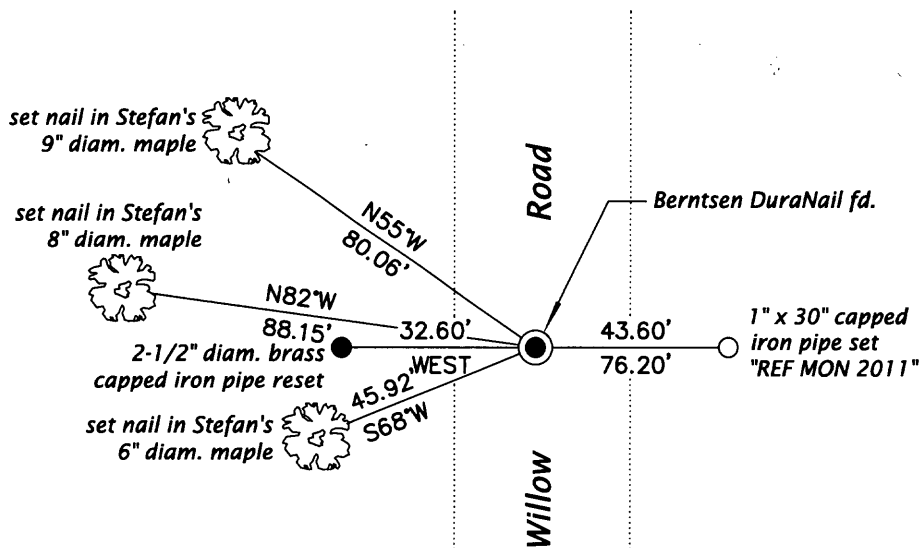 set nail in Stefan's
9" diam. maple
Road
Berntsen DuraNail fd.
set nail in Stefan's
8" diam. maple
N55°W
80.06'
N82°W
88.15'
32.60'
WEST
43.60'
76.20'
1" x 30" capped
iron pipe set
"REF MON 2011"
2-1/2" diam. brass
capped iron pipe reset
45.92'
S68°W
set nail in Stefan's
6" diam. maple
Willow